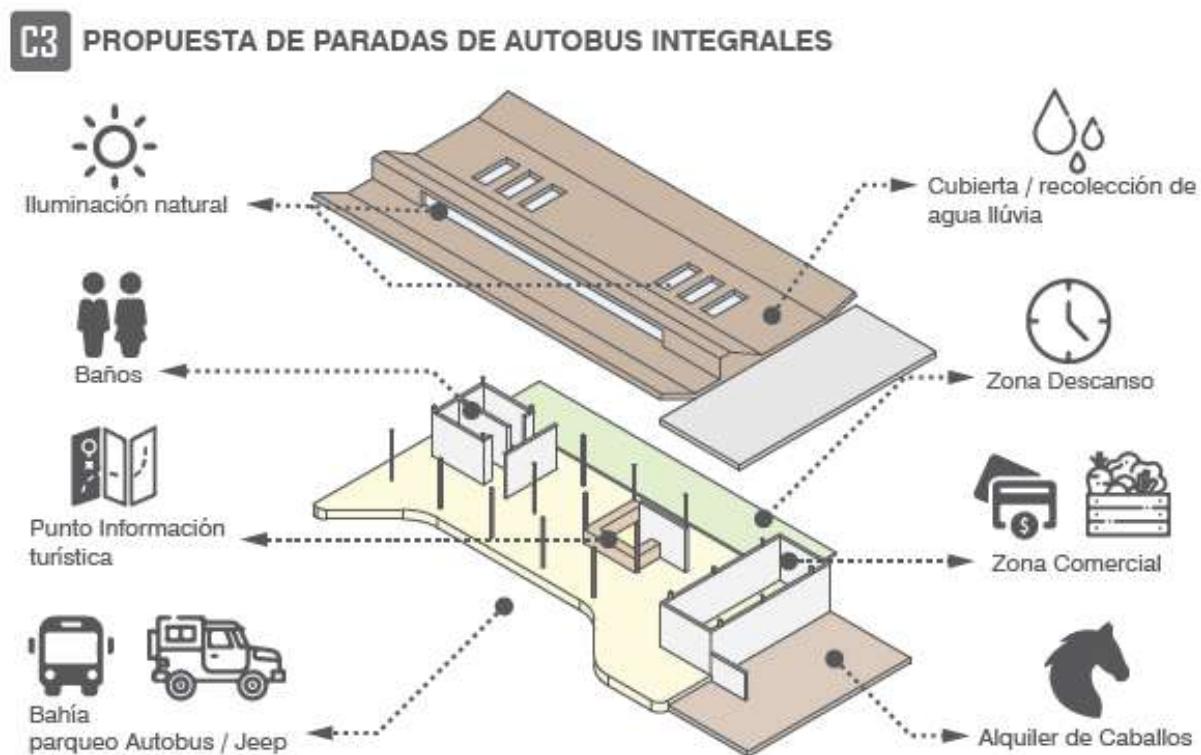 C3 PROPUESTA DE PARADAS DE AUTOBUS INTEGRALES
Iluminación natural
Cubierta / recolección de
agua llúvia
Baños
Zona Descanso
Punto Información
turística
$
Zona Comercial
Bahía
parqueo Autobus / Jeep
Alquiler de Caballos